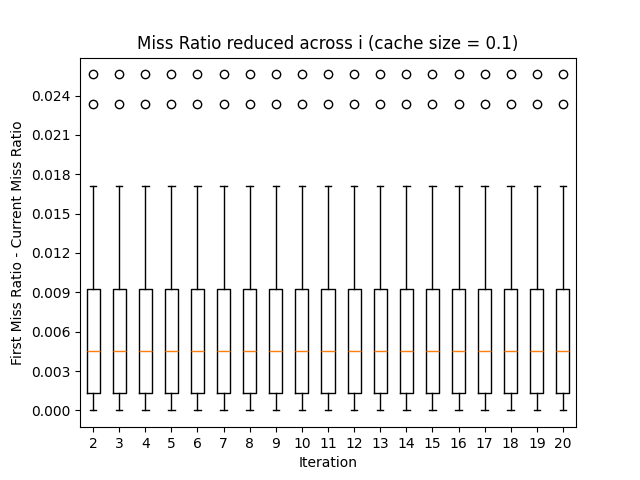 Miss Ratio reduced across i (cache size = 0.1)
First Miss Ratio - Current Miss Ratio
0.024
0.021
0.018
0.015
0.012
0.009
0.006
0.003
0.000
2 3 4 5 6 7 8 9 10 11 12 13 14 15 16 17 18 19 20
Iteration